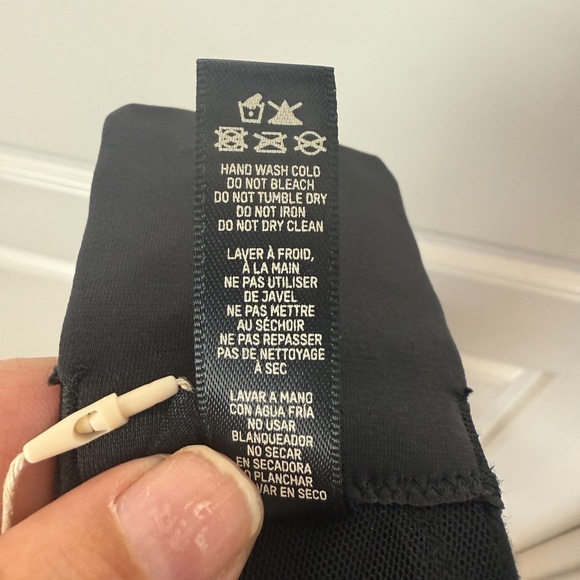 HAND WASH COLD
DO NOT BLEACH
DO NOT TUMBLE DRY
DO NOT IRON
DO NOT DRY CLEAN
LAVER À FROID,
À LA MAIN
NE PAS UTILISER
DE JAVEL
NE PAS METTRE
AU SÉCHOIR
NE PAS REPASSER
PAS DE NETTOYAGE
À SEC
LAVAR A MANO
CON AGUA FRÍA
NO USAR
BLANQUEADOR
NO SECAR
EN SECADORA
PLANCHAR
EN SECO